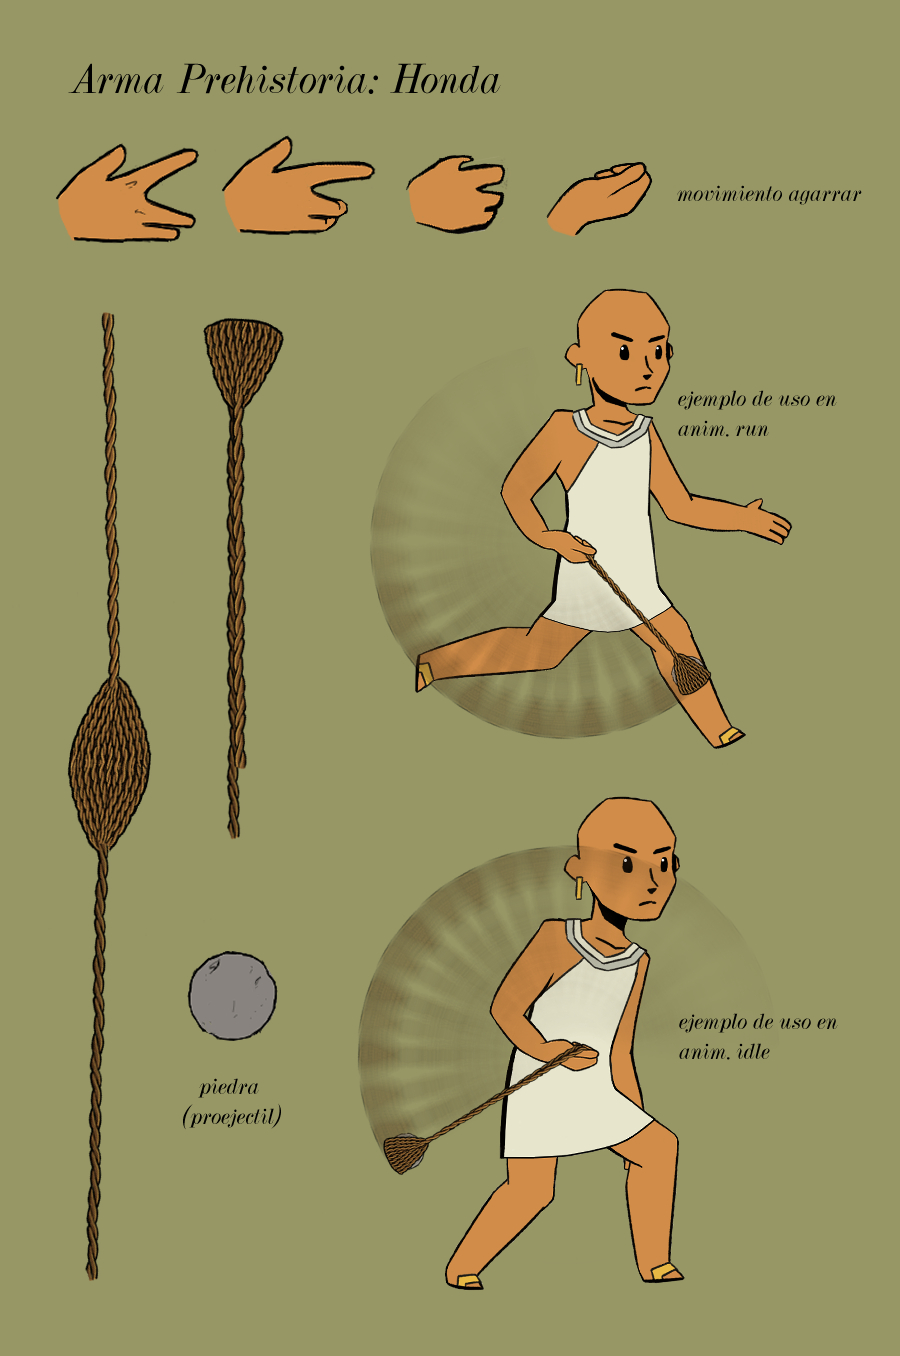 Arma Prehistoria: Honda
movimiento agarrar
ejemplo de uso en
anim. run
ejemplo de uso en
anim. idle
piedra
(proejectil)